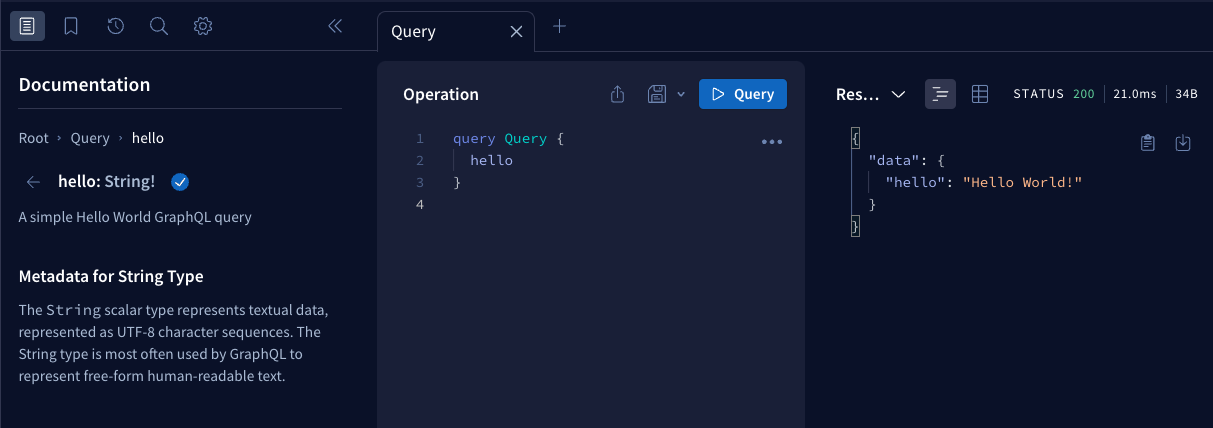 Query
Documentation
Root › Query › hello
hello: String!
A simple Hello World GraphQL query
Metadata for String Type
The String scalar type represents textual data,
represented as UTF-8 character sequences. The
String type is most often used by GraphQL to
represent free-form human-readable text.
Operation
Query
1 query Query {
2 hello
3 }
4
Res...
STATUS 200 21.0ms 34B
{
"data": {
"hello": "Hello World!"
}
}